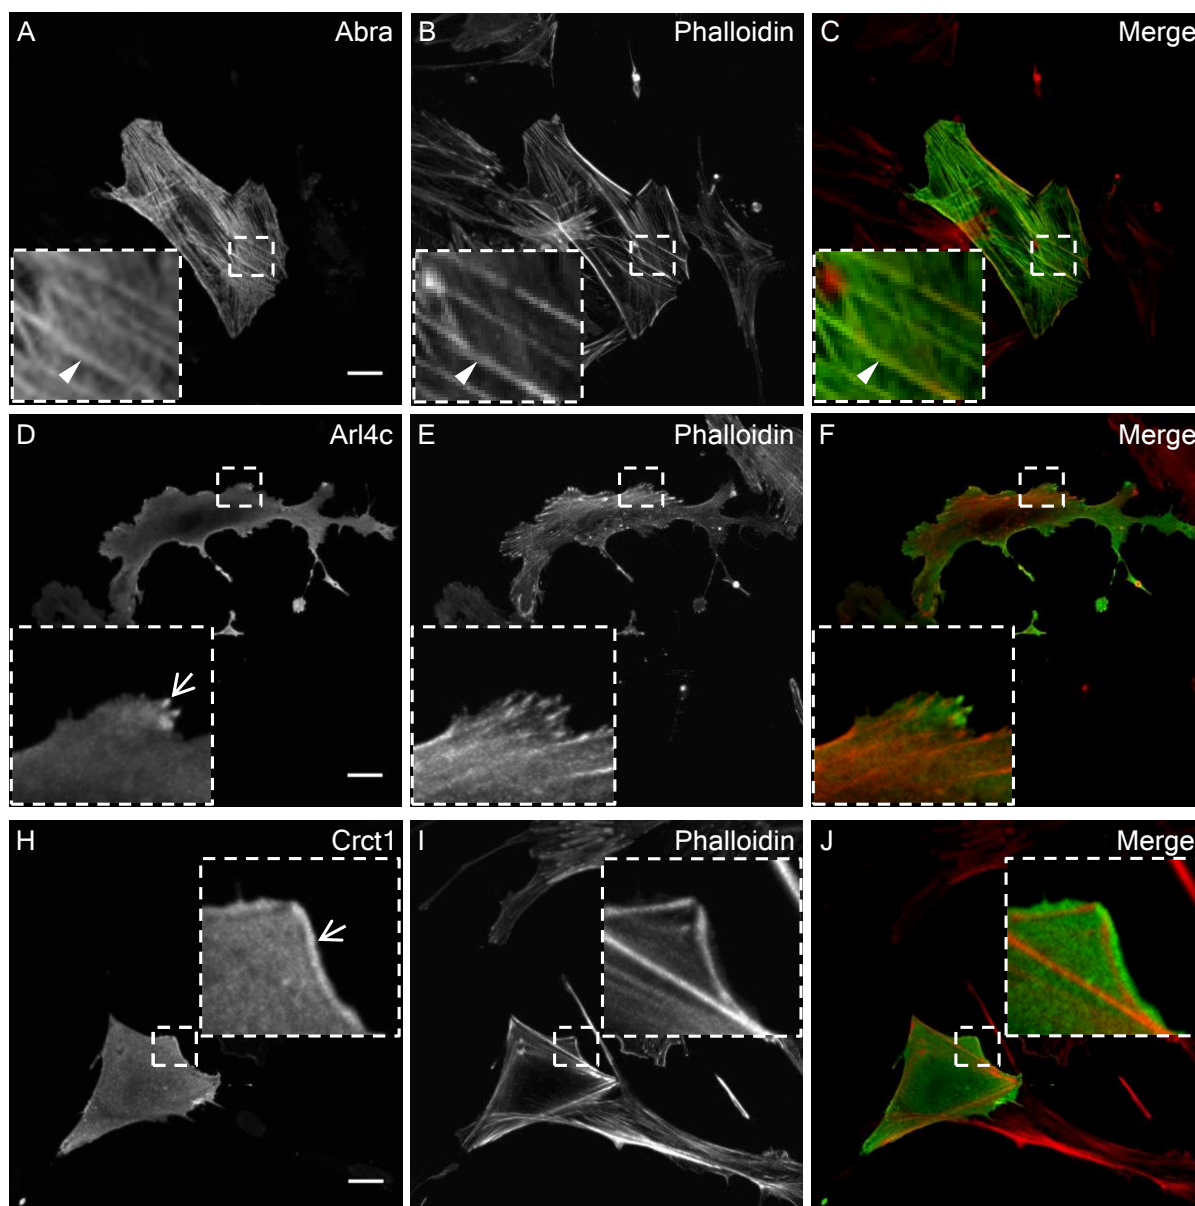 A Abra
B Phalloidin
C Merge
D Arl4c
E Phalloidin
F Merge
H Crct1
I Phalloidin
J Merge